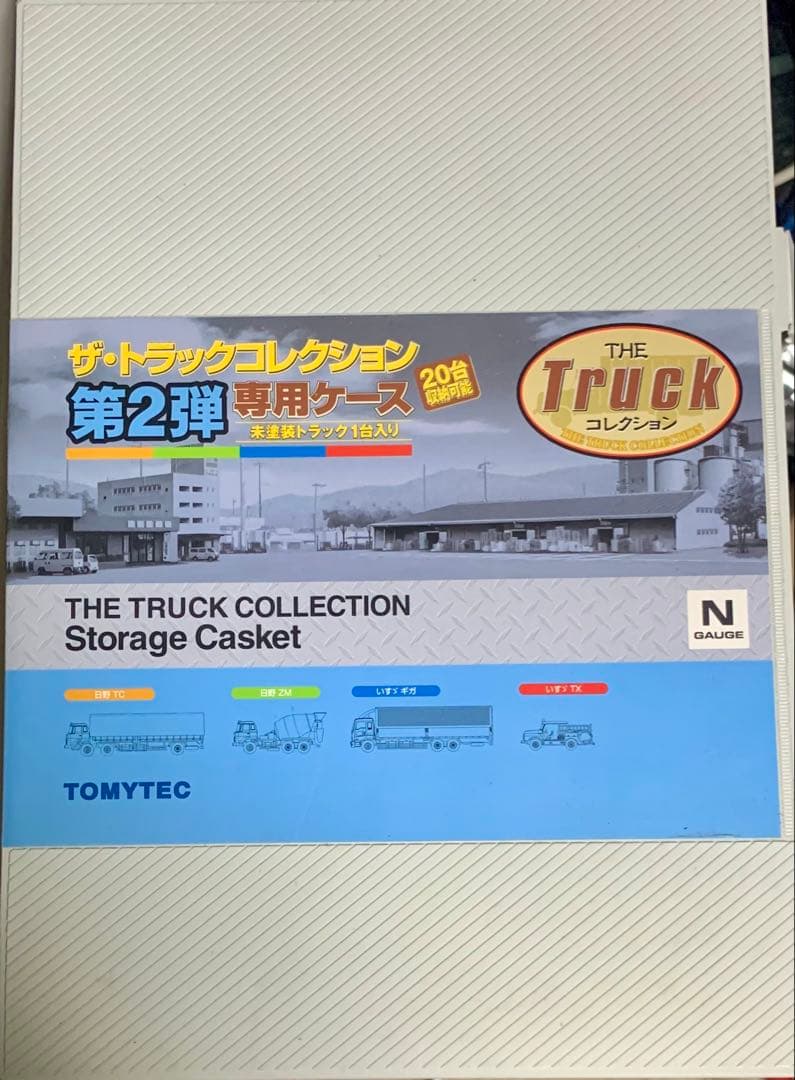 ザ・トラックコレクション
第2弾 専用ケース
20台
収納可能
未塗装トラック1台入り
THE
Truck
コレクション
THE TRUCK COLLECTION
THE TRUCK COLLECTION
Storage Casket
N
GAUGE
日野 TC
日野 ZM
いすゞ ギガ
いすゞ TX
TOMYTEC